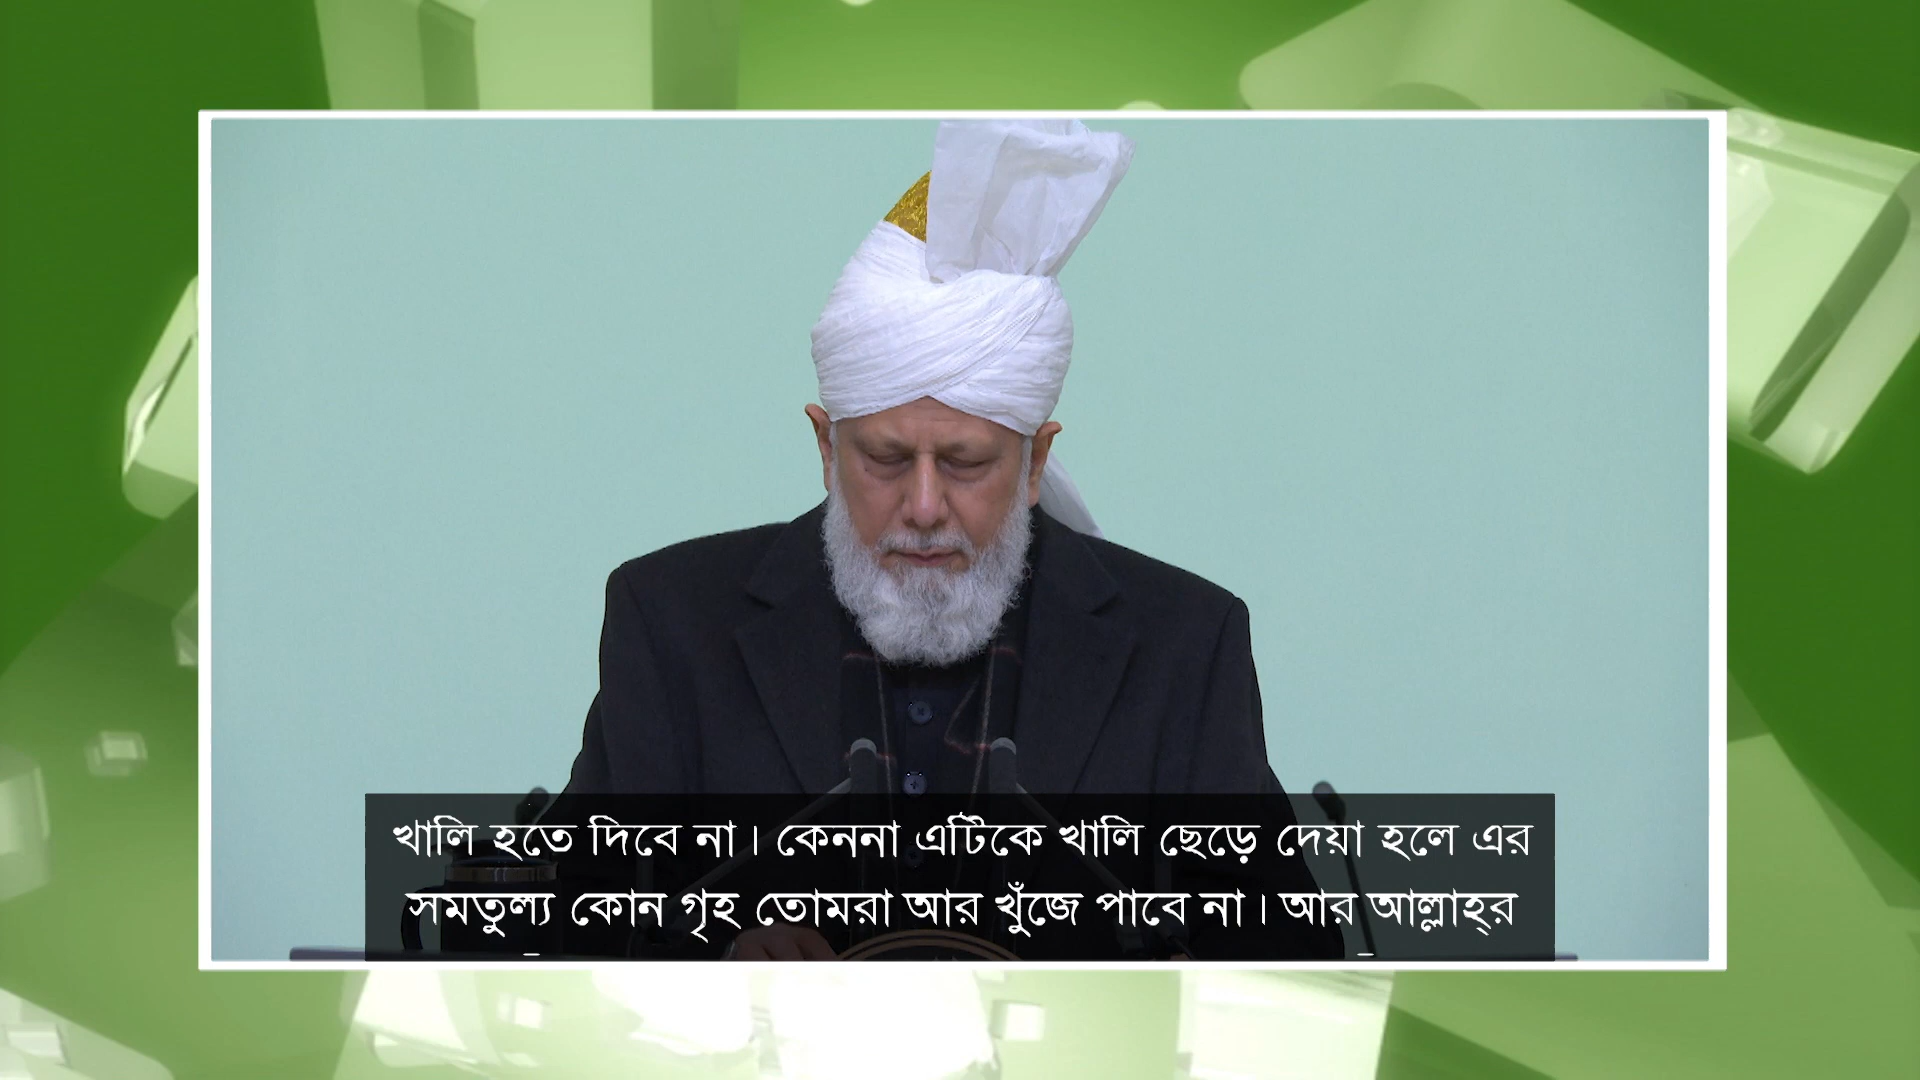 খালি হতে দিবে না। কেননা এটিকে খালি ছেড়ে দেয়া হলে এর
সমতুল্য কোন গৃহ তোমরা আর খুঁজে পাবে না। আর আল্লাহ্‌র